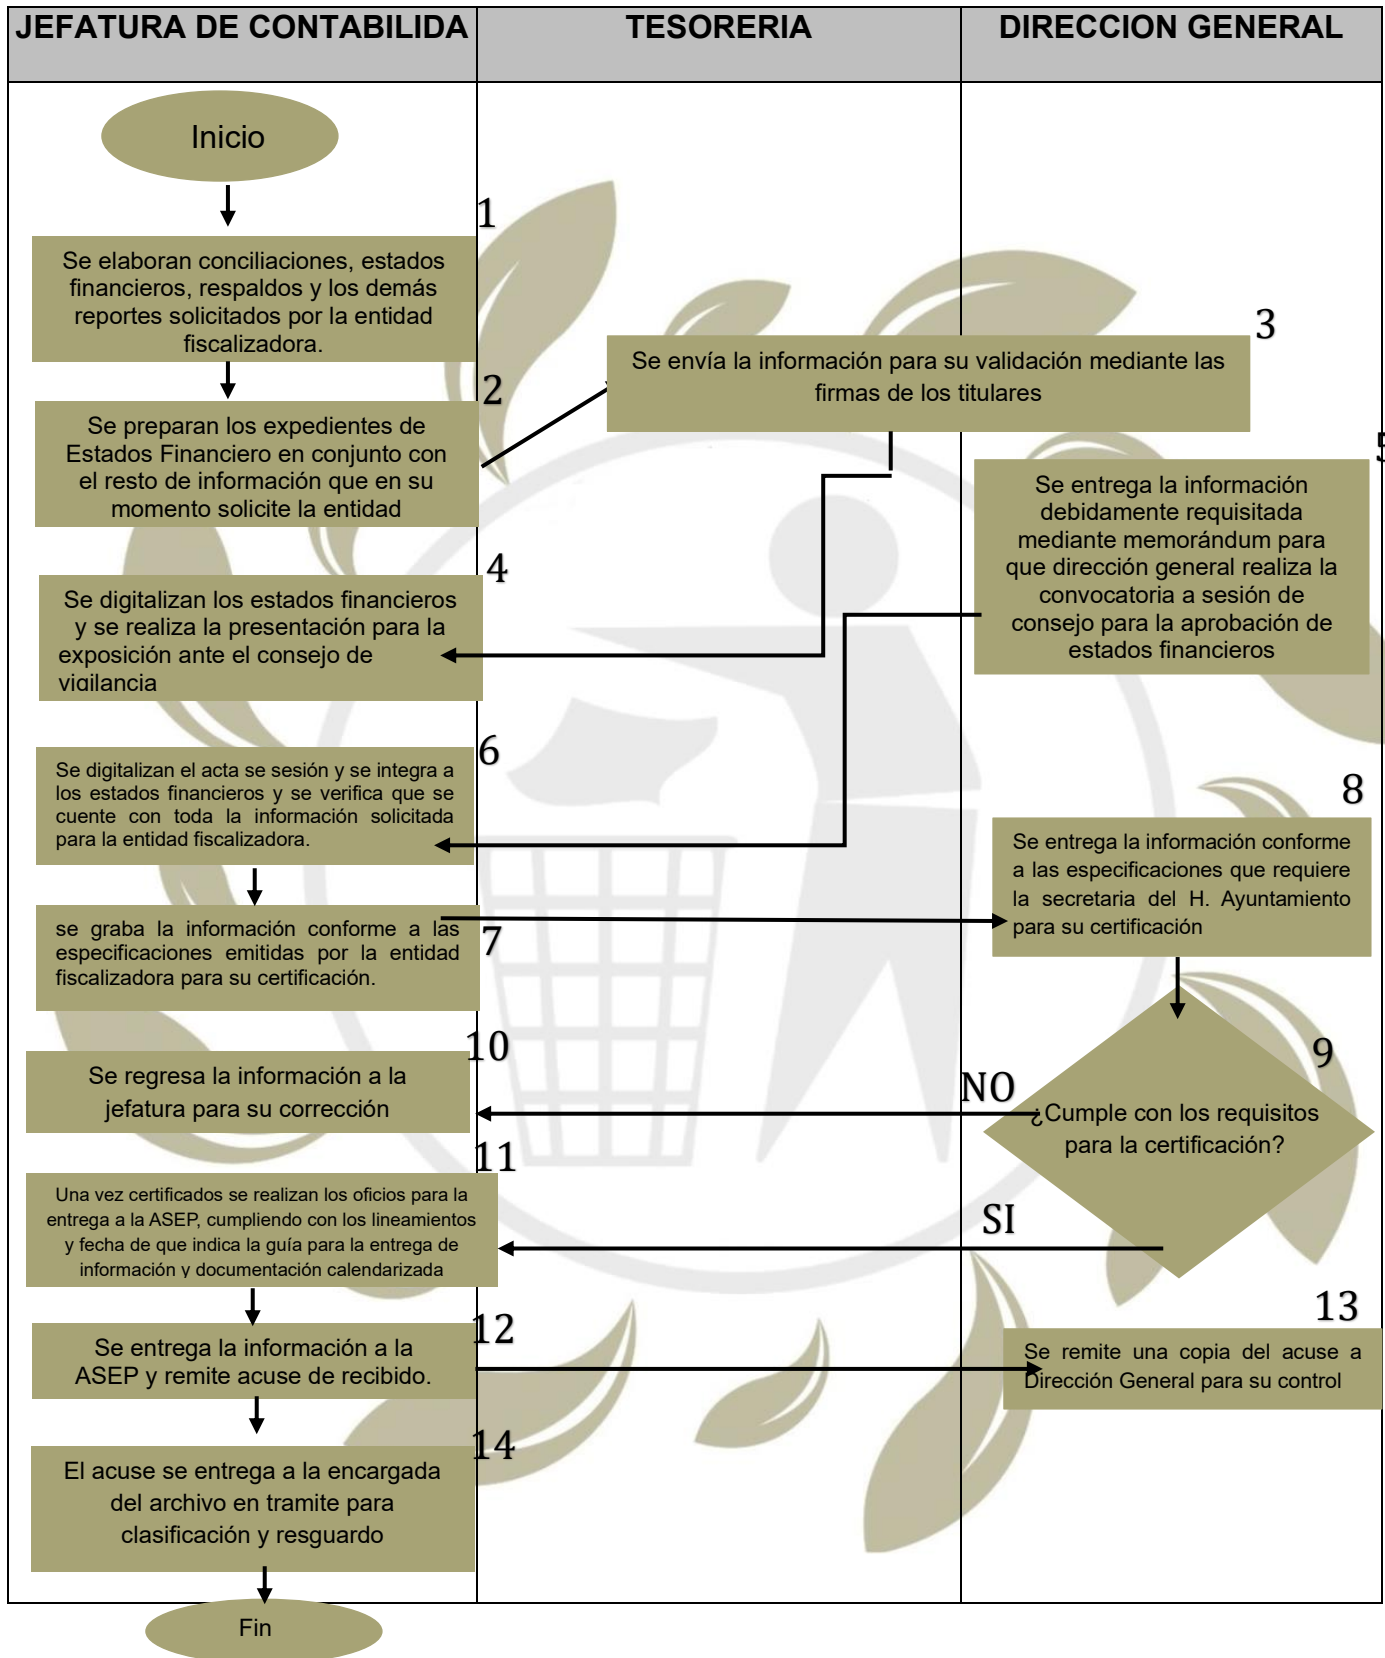 JEFATURA DE CONTABILIDA
TESORERIA
DIRECCION GENERAL
Inicio
1
Se elaboran conciliaciones, estados
financieros, respaldos y los demás
reportes solicitados por la entidad
fiscalizadora.
2
Se preparan los expedientes de
Estados Financiero en conjunto con
el resto de información que en su
momento solicite la entidad
3
Se envía la información para su validación mediante las
firmas de los titulares
4
Se digitalizan los estados financieros
y se realiza la presentación para la
exposición ante el consejo de
vigilancia
5
Se entrega la información
debidamente requisitada
mediante memorándum para
que dirección general realiza la
convocatoria a sesión de
consejo para la aprobación de
estados financieros
6
Se digitalizan el acta se sesión y se integra a
los estados financieros y se verifica que se
cuente con toda la información solicitada
para la entidad fiscalizadora.
7
se graba la información conforme a las
especificaciones emitidas por la entidad
fiscalizadora para su certificación.
8
Se entrega la información conforme
a las especificaciones que requiere
la secretaria del H. Ayuntamiento
para su certificación
9
¿Cumple con los requisitos
para la certificación?
NO
10
Se regresa la información a la
jefatura para su corrección
SI
11
Una vez certificados se realizan los oficios para la
entrega a la ASEP, cumpliendo con los lineamientos
y fecha de que indica la guía para la entrega de
información y documentación calendarizada
12
Se entrega la información a la
ASEP y remite acuse de recibido.
13
Se remite una copia del acuse a
Dirección General para su control
14
El acuse se entrega a la encargada
del archivo en tramite para
clasificación y resguardo
Fin